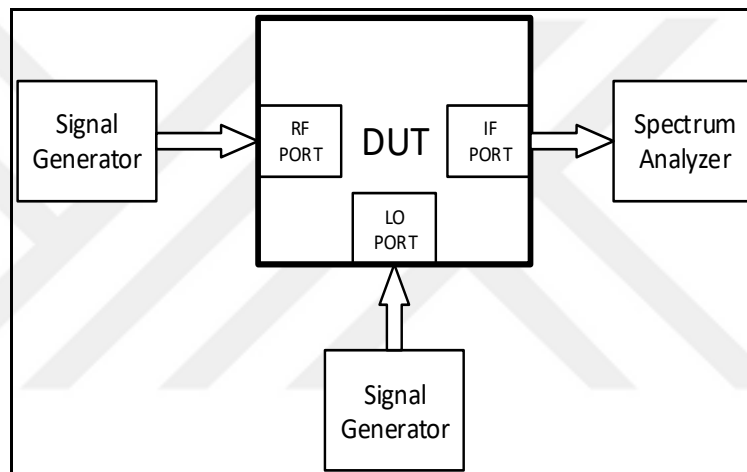 Signal
Generator
RF
PORT
DUT
IF
PORT
Spectrum
Analyzer
LO
PORT
Signal
Generator